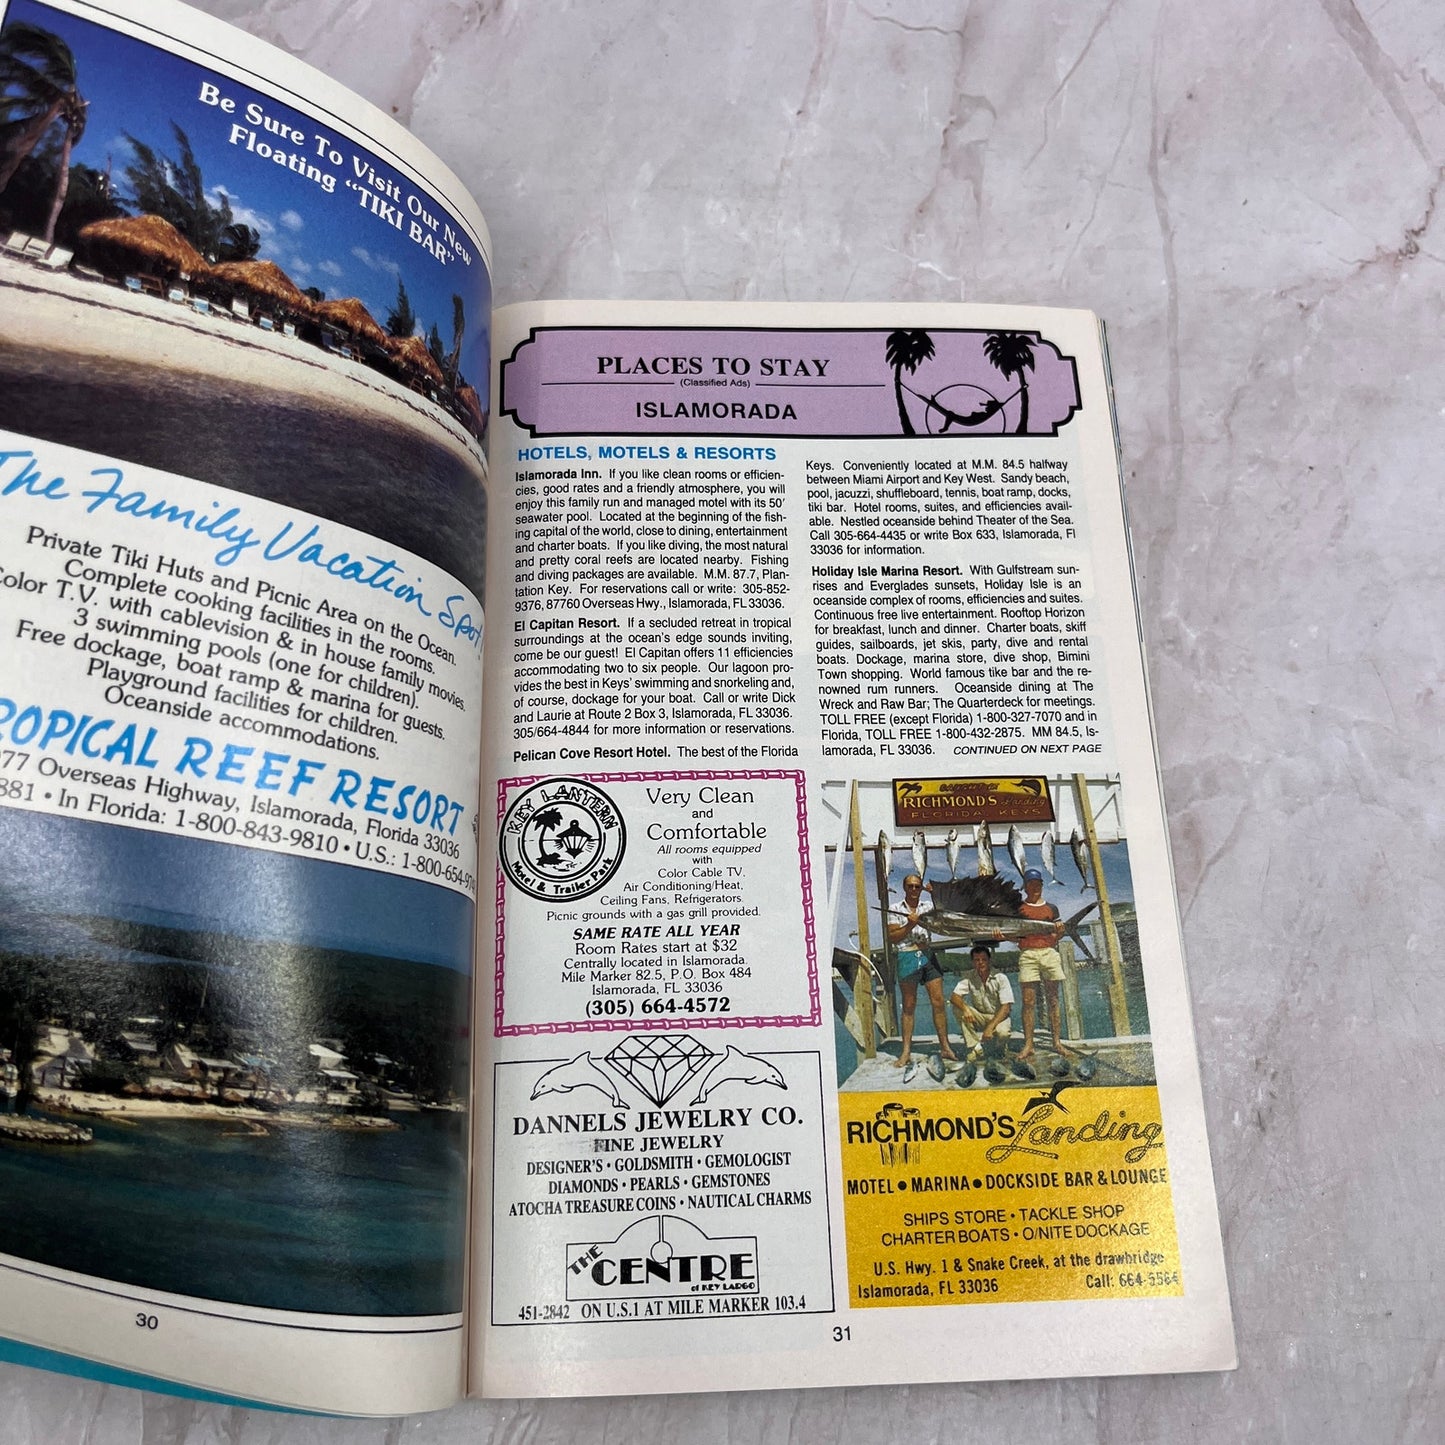 Be Sure To Visit Our New
Floating "TIKI BAR"
The Family Vacation Spot!
Private Tiki Huts and Picnic Area on the Ocean.
Complete cooking facilities in the rooms.
Color T.V. with cablevision & in house family movies.
3 swimming pools (one for children).
Free dockage, boat ramp & marina for guests.
Playground facilities for children.
Oceanside accommodations.
ROPICAL REEF RESORT
977 Overseas Highway, Islamorada, Florida 33036
881 • In Florida: 1-800-843-9810 • U.S.: 1-800-654-
30
PLACES TO STAY
(Classified Ads)
ISLAMORADA
HOTELS, MOTELS & RESORTS
Islamorada Inn. If you like clean rooms or efficien-
cies, good rates and a friendly atmosphere, you will
enjoy this family run and managed motel with its 50'
seawater pool. Located at the beginning of the fish-
ing capital of the world, close to dining, entertainment
and charter boats. If you like diving, the most natural
and pretty coral reefs are located nearby. Fishing
and diving packages are available. M.M. 87.7, Plan-
tation Key. For reservations call or write: 305-852-
9376, 87760 Overseas Hwy., Islamorada, FL 33036.
El Capitan Resort. If a secluded retreat in tropical
surroundings at the ocean's edge sounds inviting,
come be our guest! El Capitan offers 11 efficiencies
accommodating two to six people. Our lagoon pro-
vides the best in Keys' swimming and snorkeling and,
of course, dockage for your boat. Call or write Dick
and Laurie at Route 2 Box 3, Islamorada, FL 33036.
305/664-4844 for more information or reservations.
Pelican Cove Resort Hotel. The best of the Florida
Keys. Conveniently located at M.M. 84.5 halfway
between Miami Airport and Key West. Sandy beach,
pool, jacuzzi, shuffleboard, tennis, boat ramp, docks,
tiki bar. Hotel rooms, suites, and efficiencies avail-
able. Nestled oceanside behind Theater of the Sea.
Call 305-664-4435 or write Box 633, Islamorada, Fl
33036 for information.
Holiday Isle Marina Resort. With Gulfstream sun-
rises and Everglades sunsets, Holiday Isle is an
oceanside complex of rooms, efficiencies and suites.
Continuous free live entertainment. Rooftop Horizon
for breakfast, lunch and dinner. Charter boats, skiff
guides, sailboards, jet skis, party, dive and rental
boats. Dockage, marina store, dive shop, Bimini
Town shopping. World famous tike bar and the re-
nowned rum runners. Oceanside dining at The
Wreck and Raw Bar; The Quarterdeck for meetings.
TOLL FREE (except Florida) 1-800-327-7070 and in
Florida, TOLL FREE 1-800-432-2875. MM 84.5, Is-
lamorada, FL 33036. CONTINUED ON NEXT PAGE
KEY LANTERN
Motel & Trailer Park
Very Clean
and
Comfortable
All rooms equipped
with
Color Cable TV.
Air Conditioning/Heat,
Ceiling Fans, Refrigerators.
Picnic grounds with a gas grill provided.
SAME RATE ALL YEAR
Room Rates start at $32
Centrally located in Islamorada.
Mile Marker 82.5, P.O. Box 484
Islamorada, FL 33036
(305) 664-4572
DANNELS JEWELRY CO.
FINE JEWELRY
DESIGNER'S • GOLDSMITH • GEMOLOGIST
DIAMONDS • PEARLS • GEMSTONES
ATOCHA TREASURE COINS • NAUTICAL CHARMS
THE CENTRE
of KEY LARGO
451-2842 ON U.S.1 AT MILE MARKER 103.4
RICHMOND'S Landing
FLORIDA KEYS
RICHMOND'S Landing
MOTEL ● MARINA ● DOCKSIDE BAR & LOUNGE
SHIPS STORE • TACKLE SHOP
CHARTER BOATS • O/NITE DOCKAGE
U.S. Hwy. 1 & Snake Creek, at the drawbridge
Islamorada, FL 33036 Call: 664-5564
31